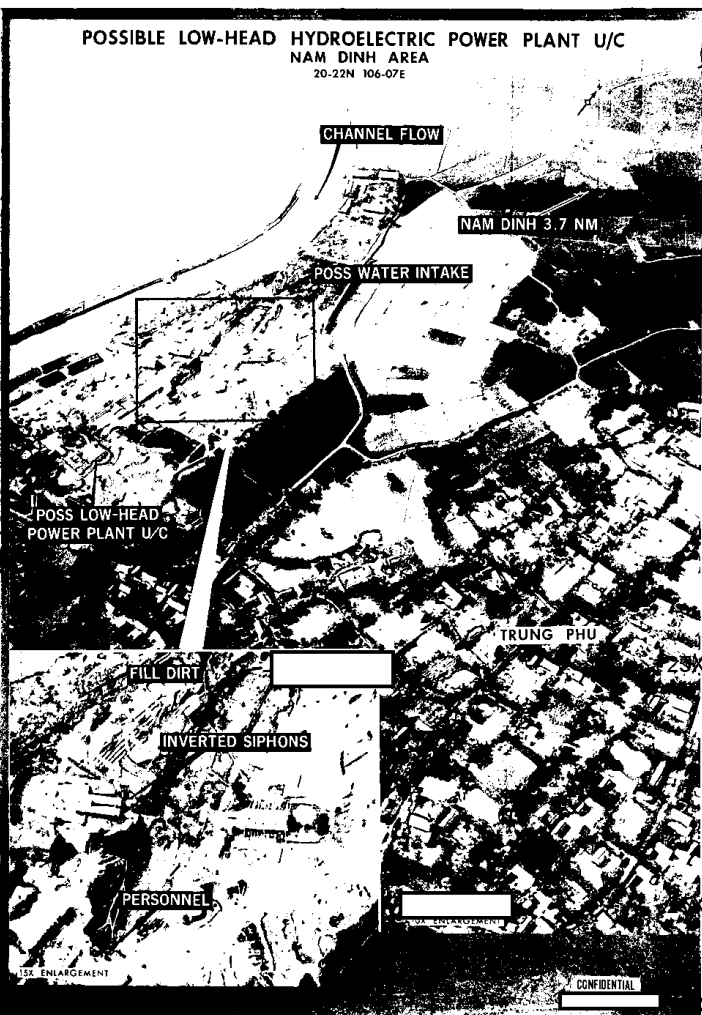 POSSIBLE LOW-HEAD HYDROELECTRIC POWER PLANT U/C
NAM DINH AREA
20-22N 106-07E
CHANNEL FLOW
NAM DINH 3.7 NM
POSS WATER INTAKE
POSS LOW-HEAD
POWER PLANT U/C
TRUNG PHU
25X
FILL DIRT
INVERTED SIPHONS
PERSONNEL
ENLARGEMENT
15X ENLARGEMENT
CONFIDENTIAL